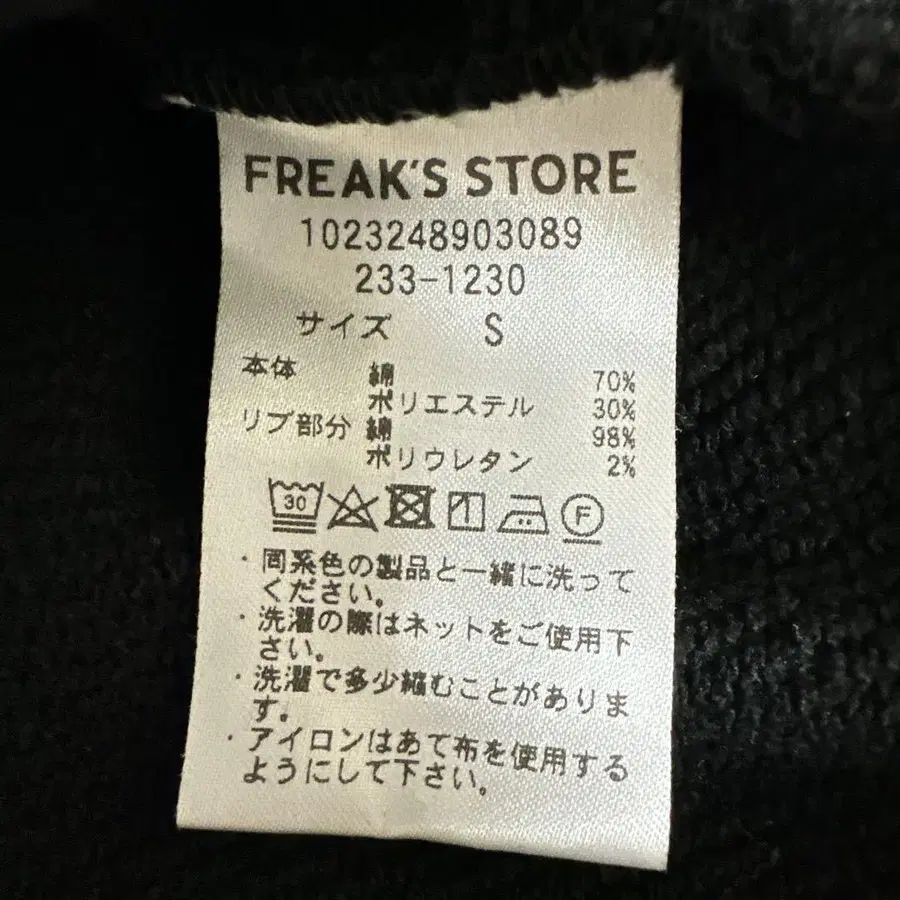 FREAK'S STORE
1023248903089
233-1230
サイズ S
本体 綿 70%
ポリエステル 30%
リブ部分 綿 98%
ポリウレタン 2%
30 F
・同系色の製品と一緒に洗って
ください。
・洗濯の際はネットをご使用下
さい。
・洗濯で多少縮むことがありま
す。
・アイロンはあて布を使用する
ようにして下さい。